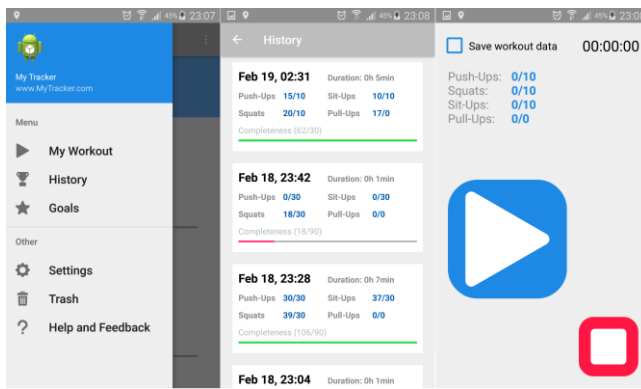 45% 23:07
My Tracker
www.MyTracker.com
Menu
My Workout
History
Goals
Other
Settings
Trash
Help and Feedback
45% 23:08
History
Feb 19, 02:31 Duration: 0h 5min
Push-Ups 15/10 Sit-Ups 10/10
Squats 20/10 Pull-Ups 17/0
Completeness (62/30)
Feb 18, 23:42 Duration: 0h 1min
Push-Ups 0/30 Sit-Ups 0/30
Squats 18/30 Pull-Ups 0/0
Completeness (18/90)
Feb 18, 23:28 Duration: 0h 7min
Push-Ups 30/30 Sit-Ups 37/30
Squats 39/30 Pull-Ups 0/0
Completeness (106/90)
Feb 18, 23:04 Duration: 0h 1min
45%
Save workout data 00:00:00
Push-Ups: 0/10
Squats: 0/10
Sit-Ups: 0/10
Pull-Ups: 0/0